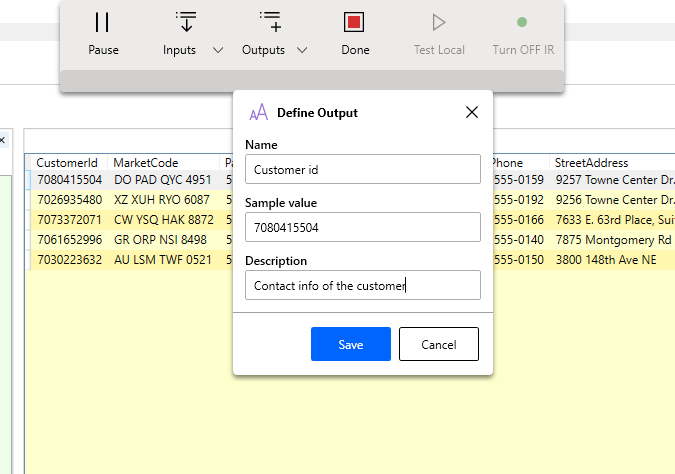 Pause Inputs Outputs Done Test Local Turn OFF IR
Define Output
Name
Customer id
Sample value
7080415504
Description
Contact info of the customer
Save Cancel
CustomerId MarketCode Phone StreetAddress
7080415504 DO PAD QYC 4951 5 555-0159 9257 Towne Center Dr.
7026935480 XZ XUH RYO 6087 5 555-0192 9256 Towne Center Dr.
7073372071 CW YSQ HAK 8872 5 555-0166 7633 E. 63rd Place, Sui
7061652996 GR ORP NSI 8498 5 555-0140 7875 Montgomery Rd
7030223632 AU LSM TWF 0521 5 555-0150 3800 148th Ave NE